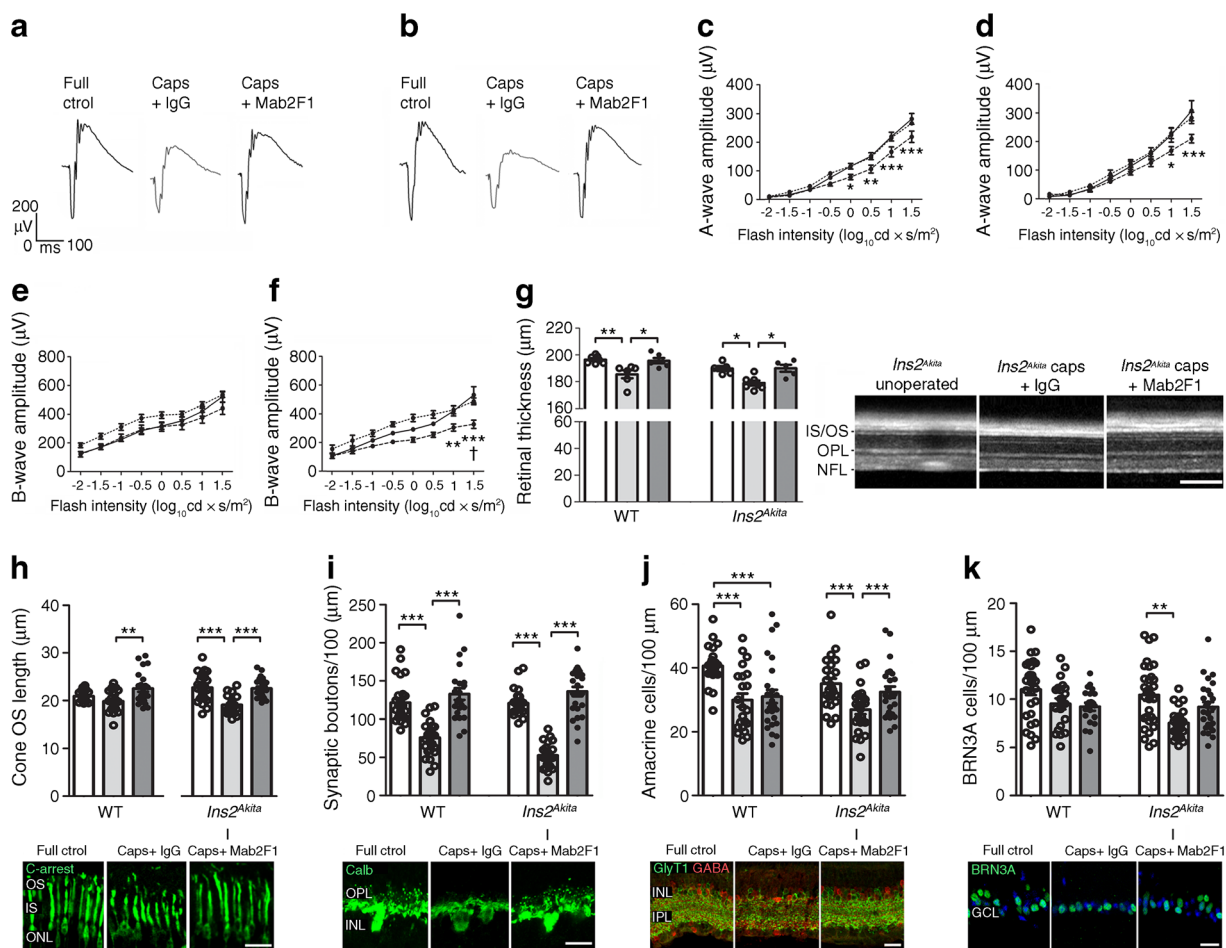 a
Full
ctrol
Caps
+ IgG
Caps
+ Mab2F1
200
µV
0 ms 100
b
Full
ctrol
Caps
+ IgG
Caps
+ Mab2F1
c
A-wave amplitude (µV)
400
300
200
100
0
* ** *** ***
-2 -1.5 -1 -0.5 0 0.5 1 1.5
Flash intensity (log10cd × s/m2)
d
A-wave amplitude (µV)
400
300
200
100
0
* ***
-2 -1.5 -1 -0.5 0 0.5 1 1.5
Flash intensity (log10cd × s/m2)
e
B-wave amplitude (µV)
800
600
400
200
0
-2 -1.5 -1 -0.5 0 0.5 1 1.5
Flash intensity (log10cd × s/m2)
f
B-wave amplitude (µV)
800
600
400
200
0
** ***
†
-2 -1.5 -1 -0.5 0 0.5 1 1.5
Flash intensity (log10cd × s/m2)
g
Retinal thickness (µm)
220
200
180
160
60
40
20
0
** * * *
WT Ins2Akita
Ins2Akita
unoperated
Ins2Akita caps
+ IgG
Ins2Akita caps
+ Mab2F1
IS/OS
OPL
NFL
h
Cone OS length (µm)
40
30
20
10
0
** *** ***
WT Ins2Akita
Full ctrol Caps+ IgG Caps+ Mab2F1
C-arrest
OS
IS
ONL
i
Synaptic boutons/100 (µm)
250
200
150
100
50
0
*** *** *** ***
WT Ins2Akita
Full ctrol Caps+ IgG Caps+ Mab2F1
Calb
OPL
INL
j
Amacrine cells/100 µm
60
40
20
0
***
*** *** ***
WT Ins2Akita
Full ctrol Caps+ IgG Caps+ Mab2F1
GlyT1 GABA
INL
IPL
k
BRN3A cells/100 µm
20
15
10
5
0
**
WT Ins2Akita
Full ctrol Caps+ IgG Caps+ Mab2F1
BRN3A
GCL